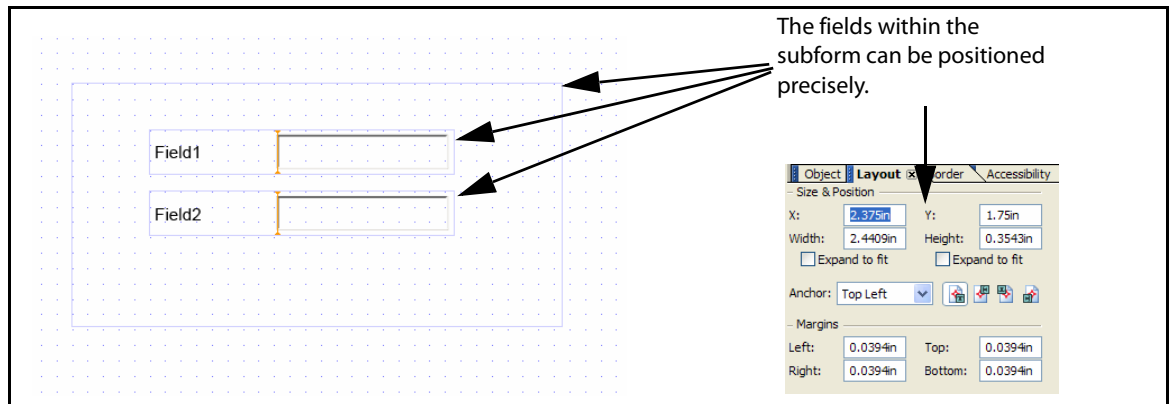 The fields within the
subform can be positioned
precisely.
Field1
Field2
Object Layout Border Accessibility
Size & Position
X: 2.375in Y: 1.75in
Width: 2.4409in Height: 0.3543in
Expand to fit Expand to fit
Anchor: Top Left
Margins
Left: 0.0394in Top: 0.0394in
Right: 0.0394in Bottom: 0.0394in